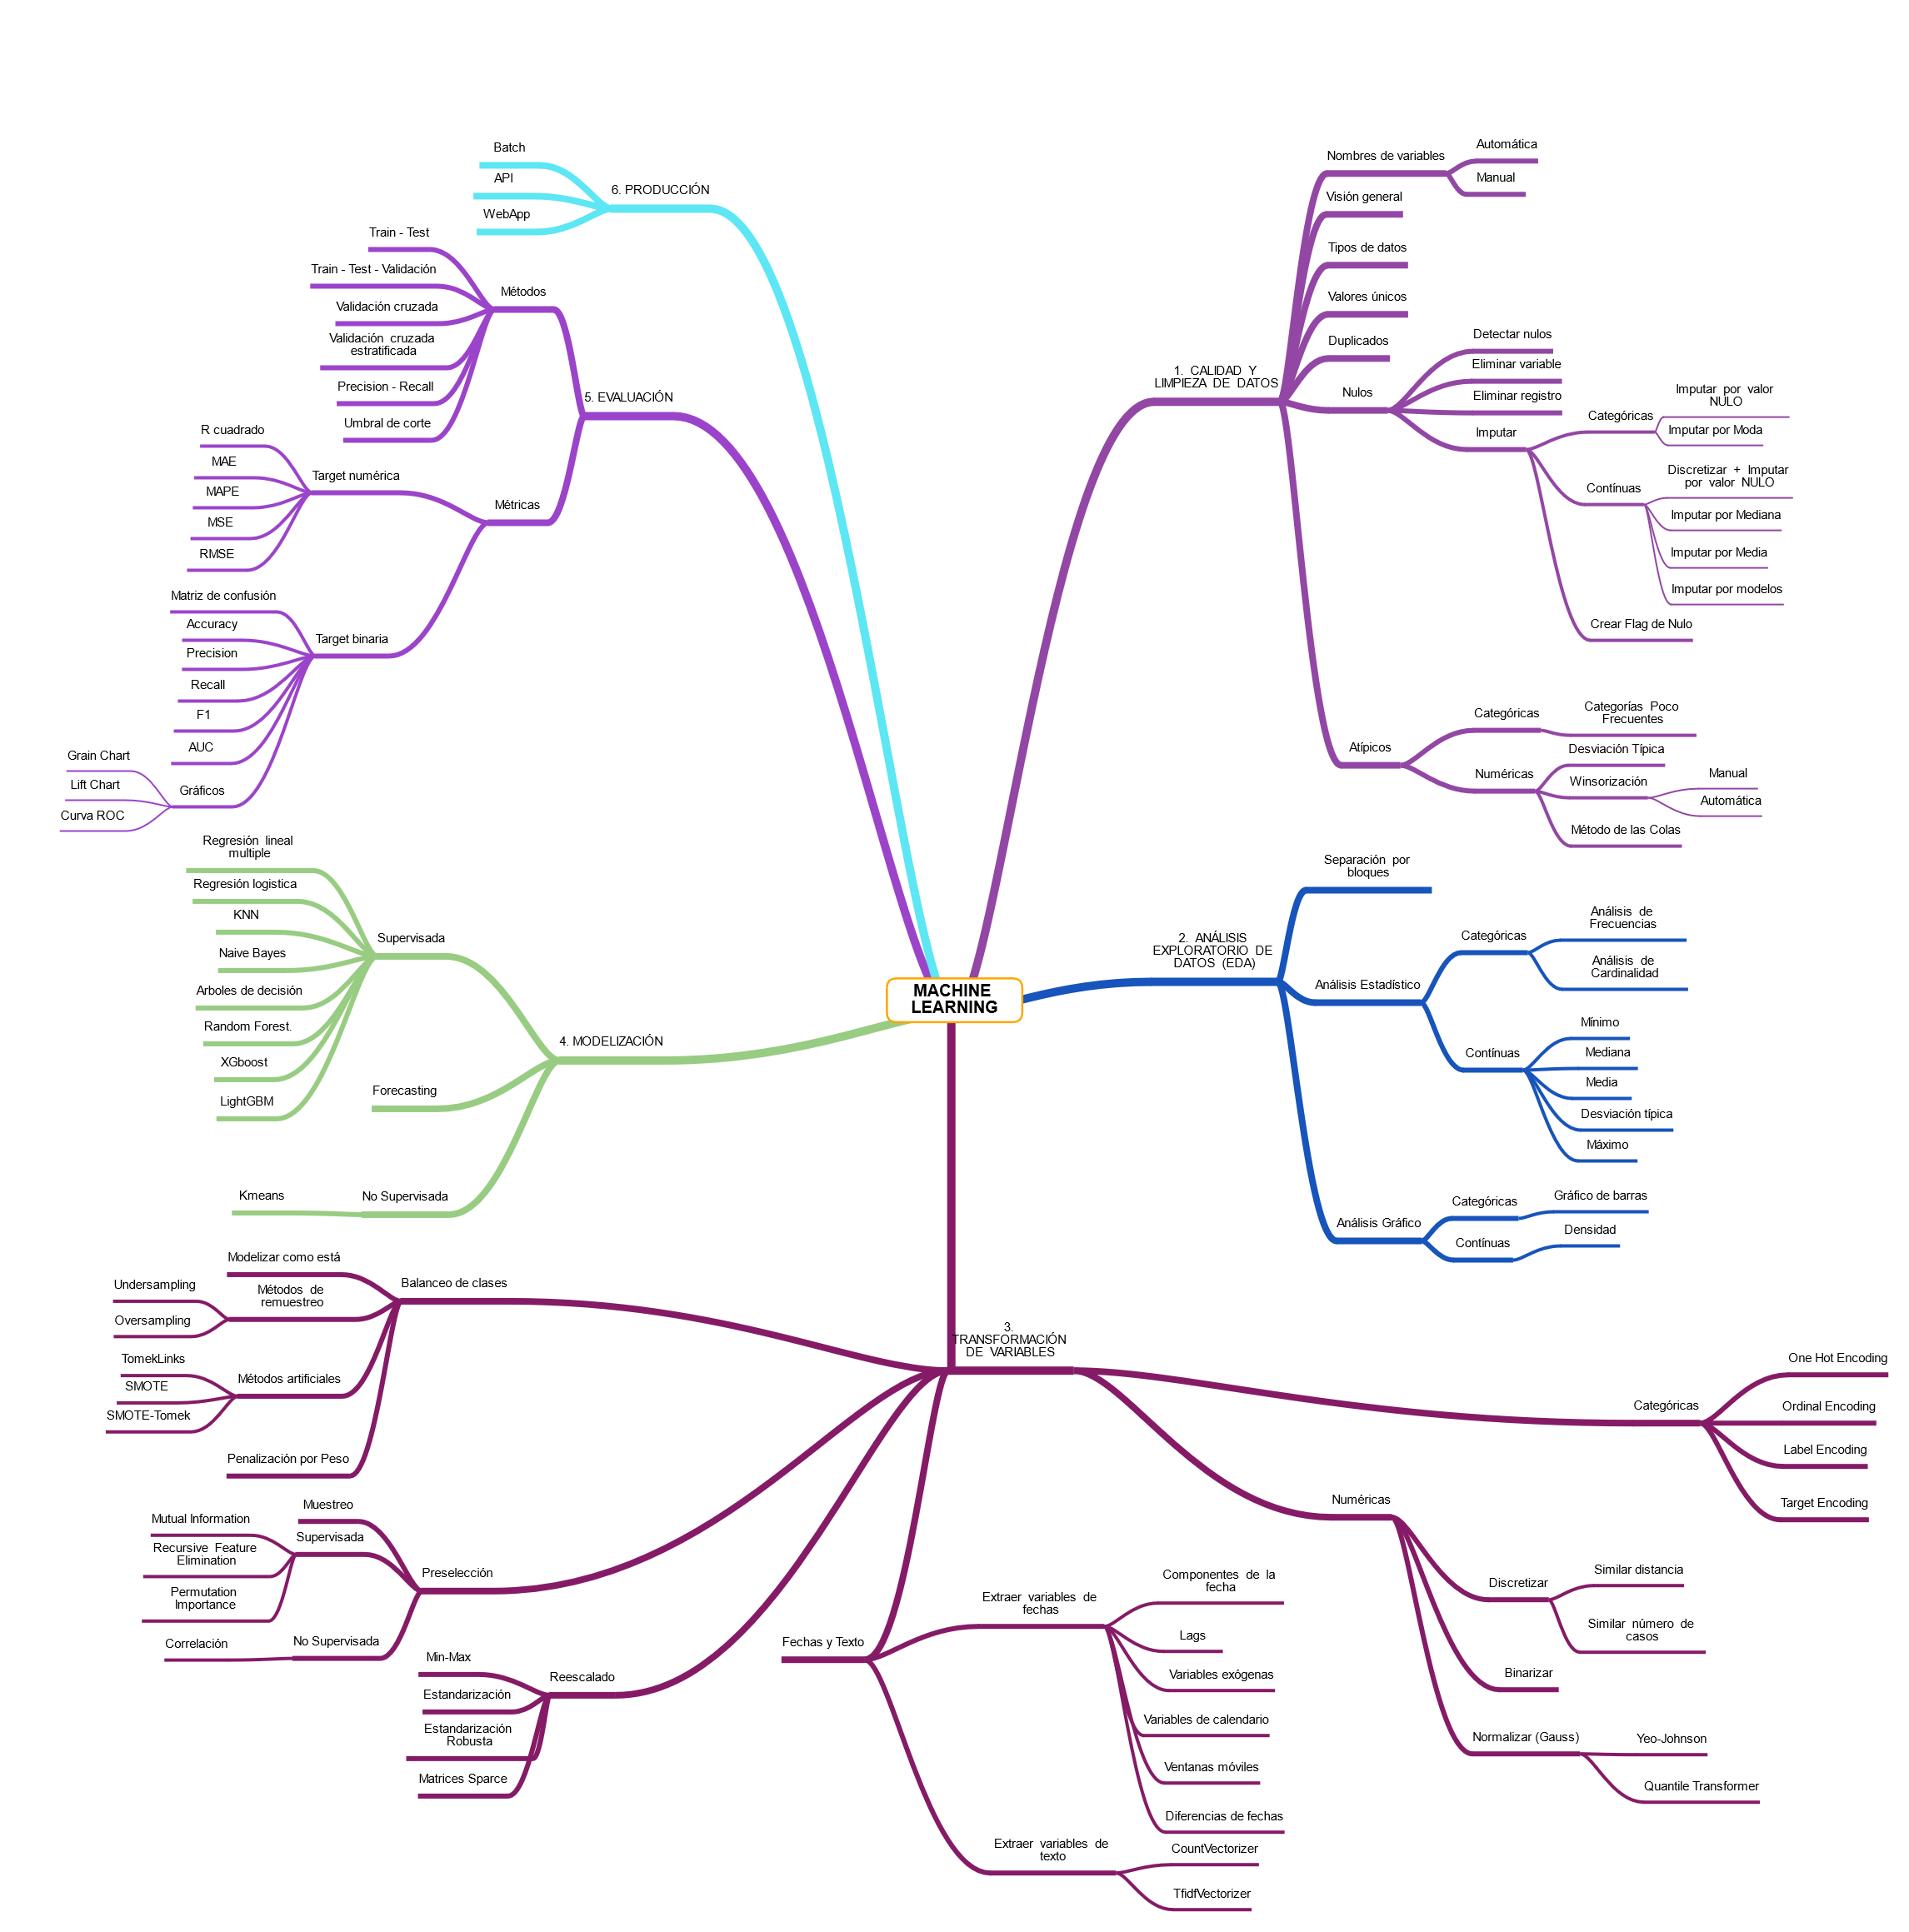 MACHINE
LEARNING
1. CALIDAD Y
LIMPIEZA DE DATOS
Nombres de variables
Automática
Manual
Visión general
Tipos de datos
Valores únicos
Duplicados
Nulos
Detectar nulos
Eliminar variable
Eliminar registro
Imputar
Categóricas
Imputar por valor
NULO
Imputar por Moda
Contínuas
Discretizar + Imputar
por valor NULO
Imputar por Mediana
Imputar por Media
Imputar por modelos
Crear Flag de Nulo
Atípicos
Categóricas
Categorías Poco
Frecuentes
Numéricas
Desviación Típica
Winsorización
Manual
Automática
Método de las Colas
2. ANÁLISIS
EXPLORATORIO DE
DATOS (EDA)
Separación por
bloques
Análisis Estadístico
Categóricas
Análisis de
Frecuencias
Análisis de
Cardinalidad
Contínuas
Mínimo
Mediana
Media
Desviación típica
Máximo
Análisis Gráfico
Categóricas
Gráfico de barras
Contínuas
Densidad
3.
TRANSFORMACIÓN
DE VARIABLES
Categóricas
One Hot Encoding
Ordinal Encoding
Label Encoding
Target Encoding
Numéricas
Discretizar
Similar distancia
Similar número de
casos
Binarizar
Normalizar (Gauss)
Yeo-Johnson
Quantile Transformer
Fechas y Texto
Extraer variables de
fechas
Componentes de la
fecha
Lags
Variables exógenas
Variables de calendario
Ventanas móviles
Diferencias de fechas
Extraer variables de
texto
CountVectorizer
TfidfVectorizer
Reescalado
Min-Max
Estandarización
Estandarización
Robusta
Matrices Sparce
Preselección
Muestreo
Supervisada
Mutual Information
Recursive Feature
Elimination
Permutation
Importance
No Supervisada
Correlación
Balanceo de clases
Modelizar como está
Métodos de
remuestreo
Undersampling
Oversampling
Métodos artificiales
TomekLinks
SMOTE
SMOTE-Tomek
Penalización por Peso
4. MODELIZACIÓN
Supervisada
Regresión lineal
multiple
Regresión logistica
KNN
Naive Bayes
Arboles de decisión
Random Forest.
XGboost
LightGBM
Forecasting
No Supervisada
Kmeans
5. EVALUACIÓN
Métodos
Train - Test
Train - Test - Validación
Validación cruzada
Validación cruzada
estratificada
Precision - Recall
Umbral de corte
Métricas
Target numérica
R cuadrado
MAE
MAPE
MSE
RMSE
Target binaria
Matriz de confusión
Accuracy
Precision
Recall
F1
AUC
Gráficos
Grain Chart
Lift Chart
Curva ROC
6. PRODUCCIÓN
Batch
API
WebApp